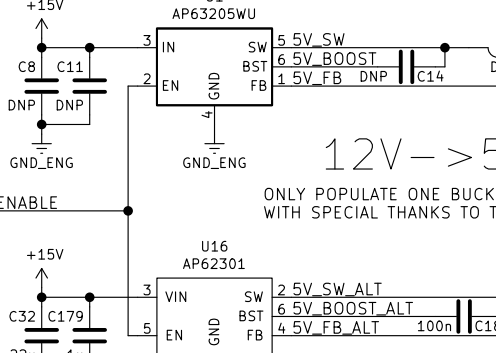 +15V
AP63205WU
3 IN
SW 5 5V_SW
BST 6 5V_BOOST
FB 1 5V_FB
2 EN
GND
4
C8
C11
DNP
DNP
DNP
C14
GND_ENG
GND_ENG
12V->5
ONLY POPULATE ONE BUCK
WITH SPECIAL THANKS TO T
ENABLE
+15V
U16
AP62301
3 VIN
SW 2 5V_SW_ALT
BST 6 5V_BOOST_ALT
FB 4 5V_FB_ALT
5 EN
GND
C32
C179
100n